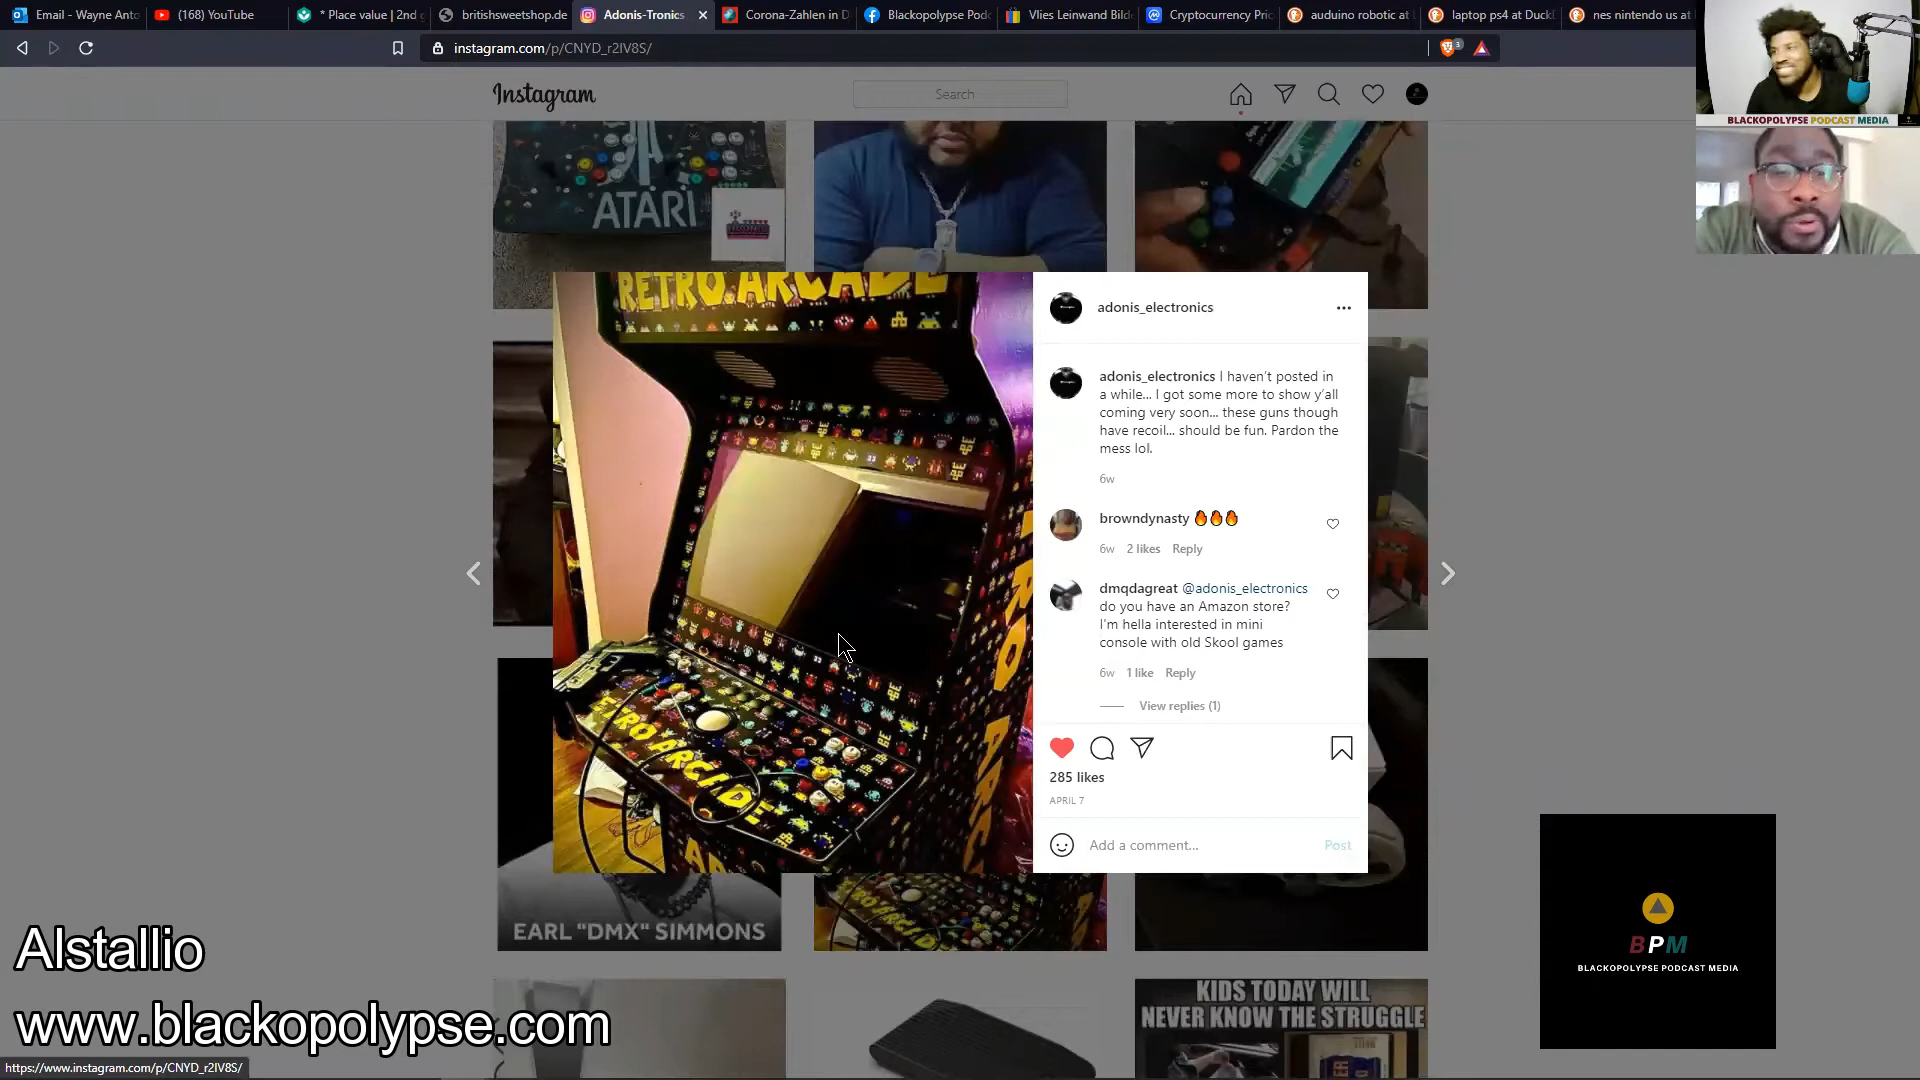 Email - Wayne Anto
(168) YouTube
* Place value | 2nd g
britishsweetshop.de
Adonis-Tronics
Corona-Zahlen in D
Blackopolypse Podc
Vlies Leinwand Bild
Cryptocurrency Pric
auduino robotic at
laptop ps4 at DuckD
nes nintendo us at
instagram.com/p/CNYD_r2lV8S/
3
Instagram
Search
BLACKOPOLYPSE PODCAST MEDIA
ATARI
RETRO ARCADE
RETRO ARCADE
adonis_electronics
adonis_electronics I haven't posted in
a while... I got some more to show y'all
coming very soon... these guns though
have recoil... should be fun. Pardon the
mess lol.
6w
browndynasty 🔥🔥🔥
6w 2 likes Reply
dmqdagreat @adonis_electronics
do you have an Amazon store?
I'm hella interested in mini
console with old Skool games
6w 1 like Reply
View replies (1)
285 likes
APRIL 7
Add a comment...
Post
EARL "DMX" SIMMONS
KIDS TODAY WILL
NEVER KNOW THE STRUGGLE
BPM
BLACKOPOLYPSE PODCAST MEDIA
Alstallio
www.blackopolypse.com
https://www.instagram.com/p/CNYD_r2lV8S/